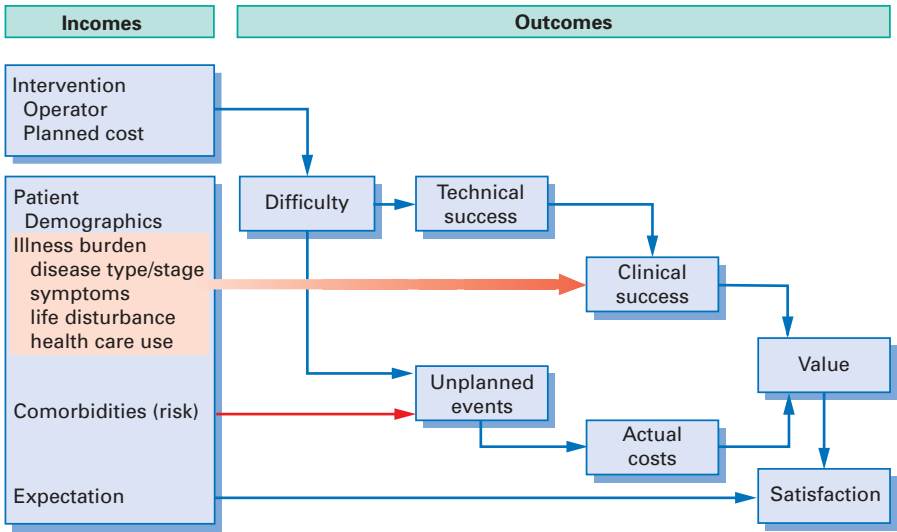 Incomes
Outcomes
Intervention
Operator
Planned cost
Patient
Demographics
Illness burden
disease type/stage
symptoms
life disturbance
health care use
Comorbidities (risk)
Expectation
Difficulty
Technical
success
Clinical
success
Unplanned
events
Actual
costs
Value
Satisfaction